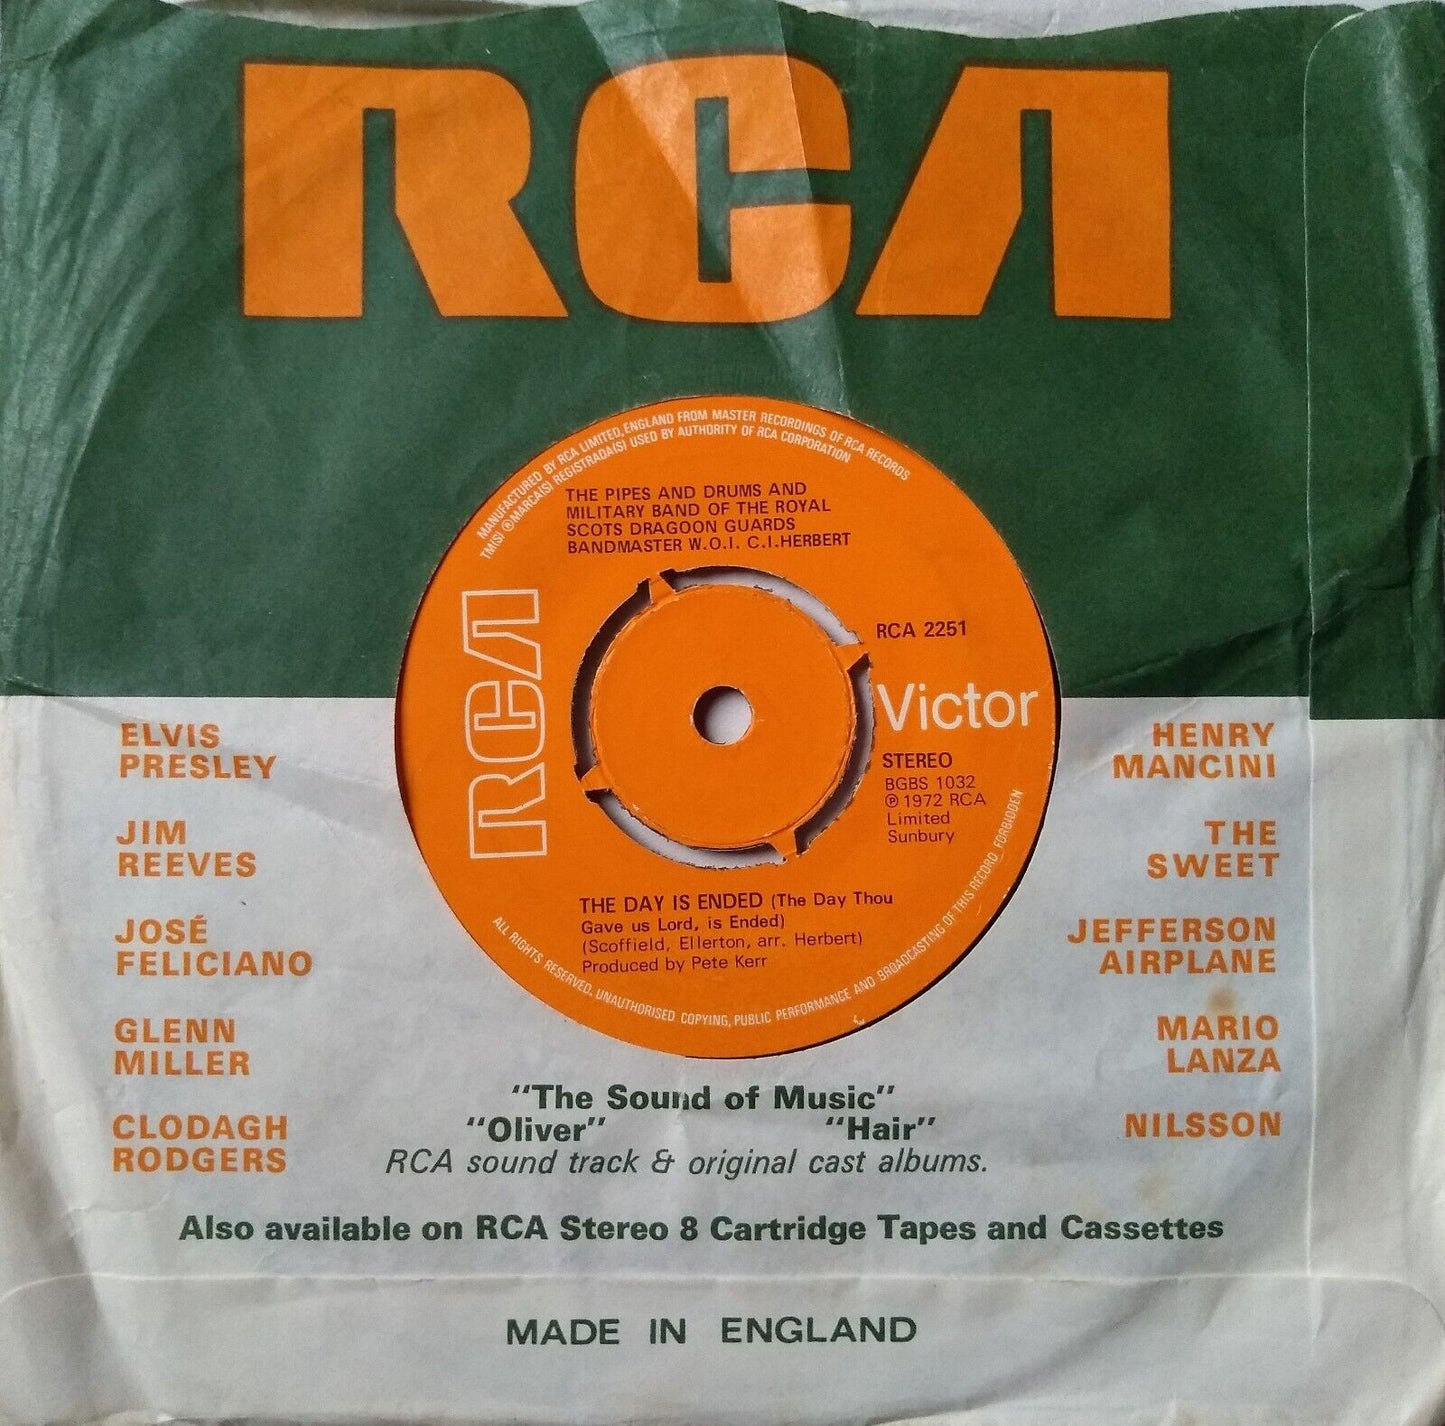 RCA
MANUFACTURED BY RCA LIMITED, ENGLAND FROM MASTER RECORDINGS OF RCA RECORDS
TM(S) ® MARCA(S) REGISTRADA(S) USED BY AUTHORITY OF RCA CORPORATION
THE PIPES AND DRUMS AND
MILITARY BAND OF THE ROYAL
SCOTS DRAGOON GUARDS
BANDMASTER W.O.I. C.I.HERBERT
RCA
RCA 2251
Victor
STEREO
BGBS 1032
℗ 1972 RCA
Limited
Sunbury
THE DAY IS ENDED (The Day Thou
Gave us Lord, is Ended)
(Scoffield, Ellerton, arr. Herbert)
Produced by Pete Kerr
ALL RIGHTS RESERVED. UNAUTHORISED COPYING, PUBLIC PERFORMANCE AND BROADCASTING OF THIS RECORD FORBIDDEN
ELVIS
PRESLEY
JIM
REEVES
JOSÉ
FELICIANO
GLENN
MILLER
CLODAGH
RODGERS
HENRY
MANCINI
THE
SWEET
JEFFERSON
AIRPLANE
MARIO
LANZA
NILSSON
"The Sound of Music"
"Oliver" "Hair"
RCA sound track & original cast albums.
Also available on RCA Stereo 8 Cartridge Tapes and Cassettes
MADE IN ENGLAND